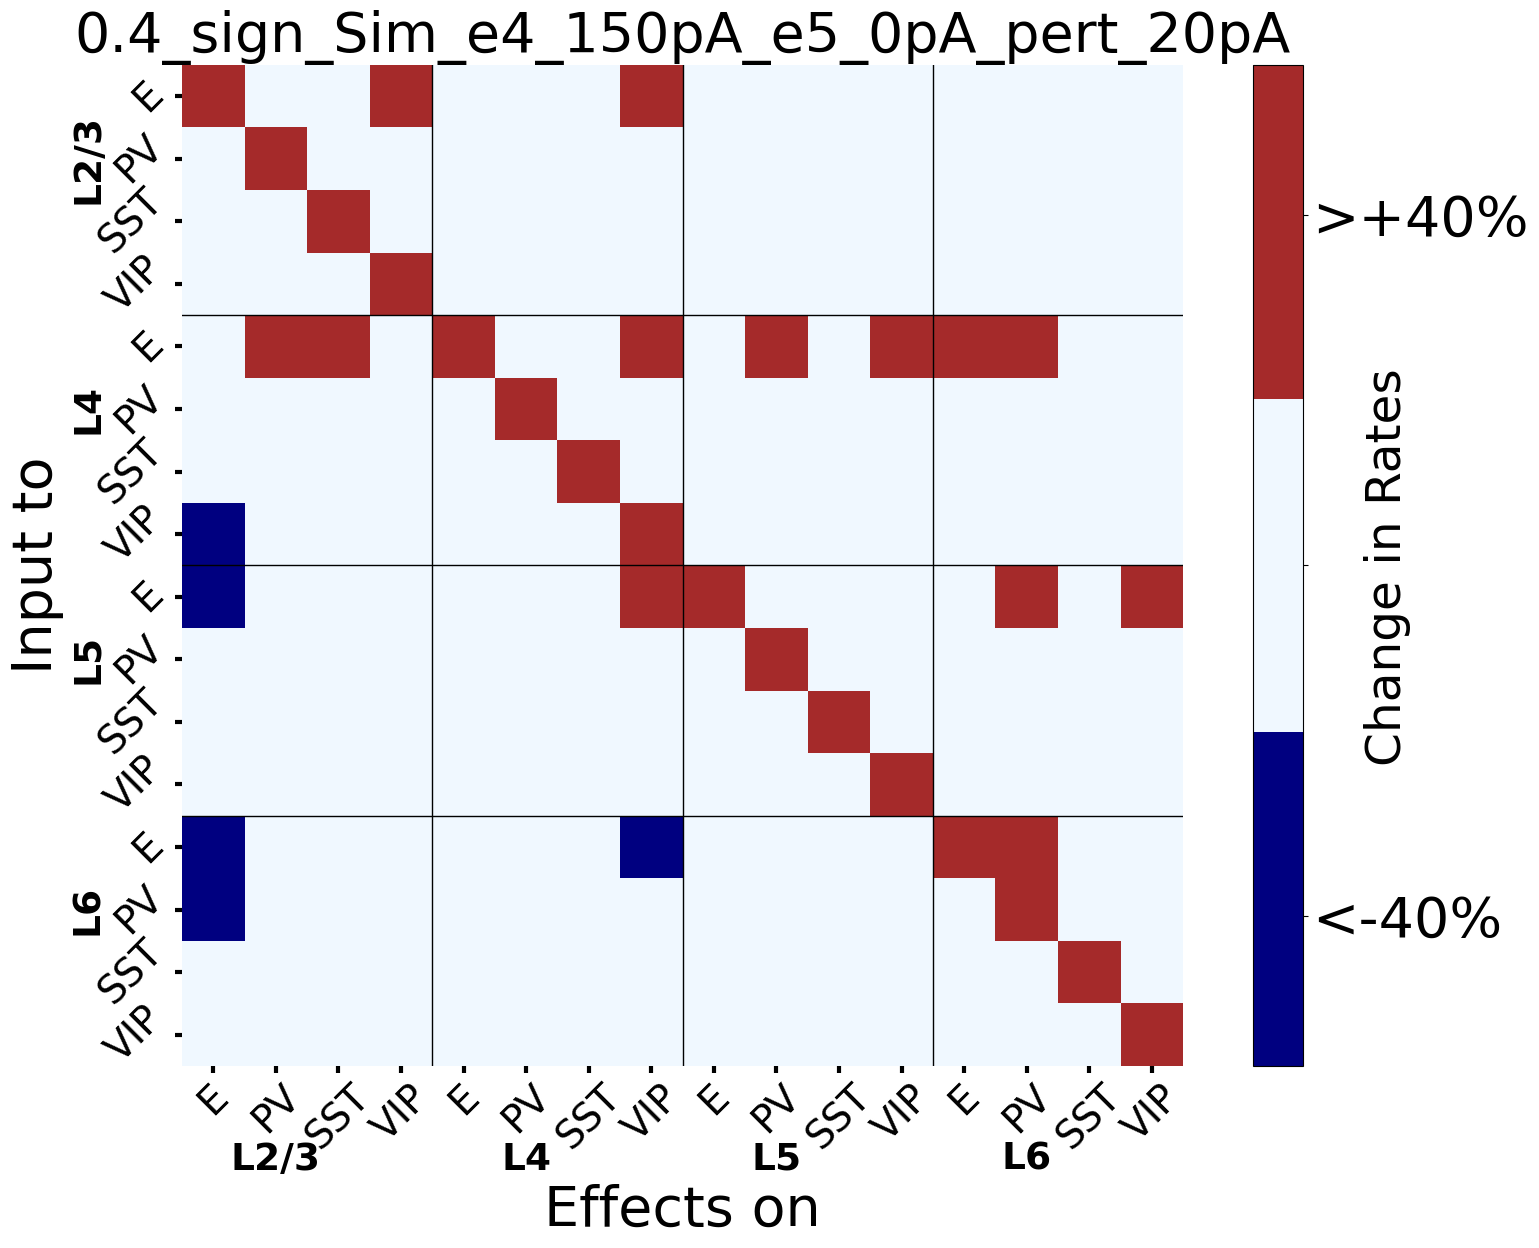 0.4_sign_Sim_e4_150pA_e5_0pA_pert_20pA
Input to
L2/3
E
PV
SST
VIP
L4
E
PV
SST
VIP
L5
E
PV
SST
VIP
L6
E
PV
SST
VIP
E PV SST VIP E PV SST VIP E PV SST VIP E PV SST VIP
L2/3 L4 L5 L6
Effects on
>+40%
<-40%
Change in Rates